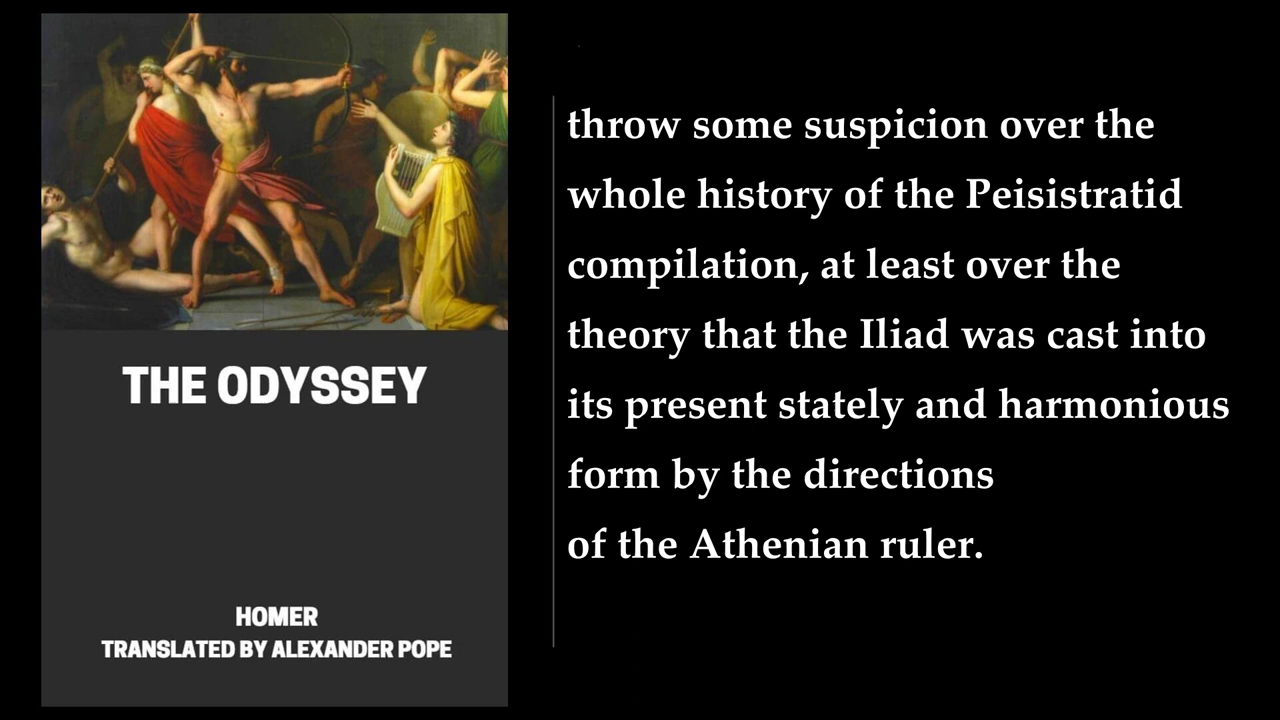 THE ODYSSEY
HOMER
TRANSLATED BY ALEXANDER POPE
throw some suspicion over the
whole history of the Peisistratid
compilation, at least over the
theory that the Iliad was cast into
its present stately and harmonious
form by the directions
of the Athenian ruler.